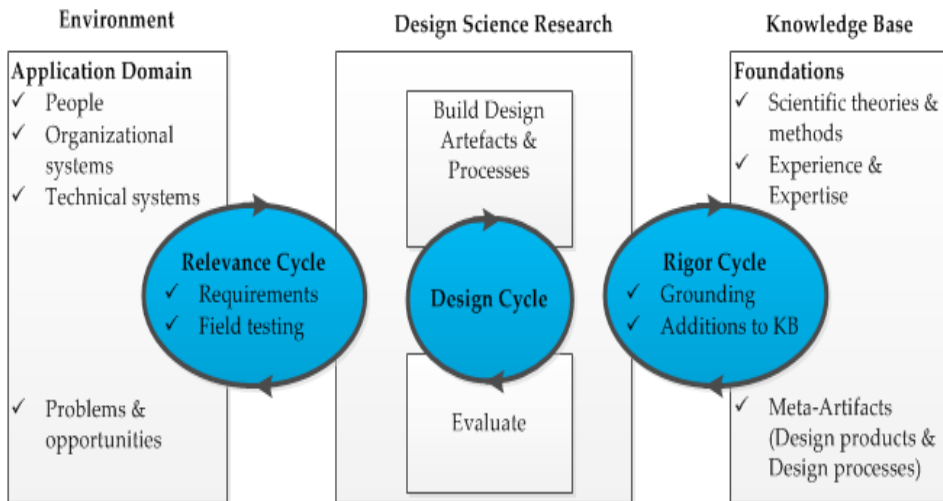 Environment
Application Domain
✓ People
✓ Organizational
systems
✓ Technical systems
✓ Problems &
opportunities
Relevance Cycle
✓ Requirements
✓ Field testing
Design Science Research
Build Design
Artefacts &
Processes
Design Cycle
Evaluate
Rigor Cycle
✓ Grounding
✓ Additions to KB
Knowledge Base
Foundations
✓ Scientific theories &
methods
✓ Experience &
Expertise
✓ Meta-Artifacts
(Design products &
Design processes)